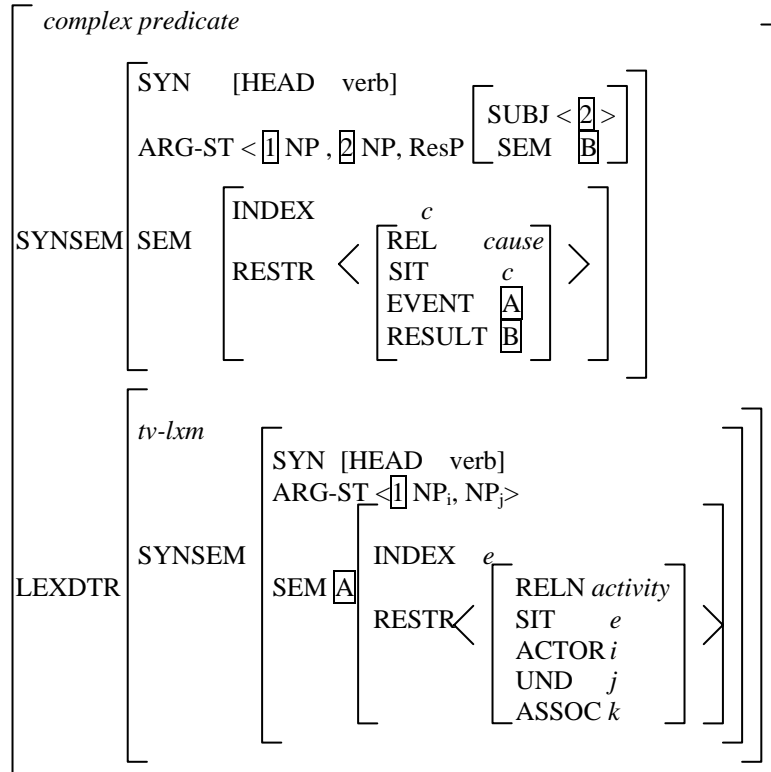 complex predicate
SYN [HEAD verb]
SUBJ < 2 >
ARG-ST < 1 NP , 2 NP, ResP SEM B
INDEX c
REL cause
SYNSEM SEM
RESTR < SIT c >
EVENT A
RESULT B
tv-lxm
SYN [HEAD verb]
ARG-ST <1 NPi, NPj>
SYNSEM INDEX e
LEXDTR SEM A RELN activity
RESTR < SIT e >
ACTOR i
UND j
ASSOC k